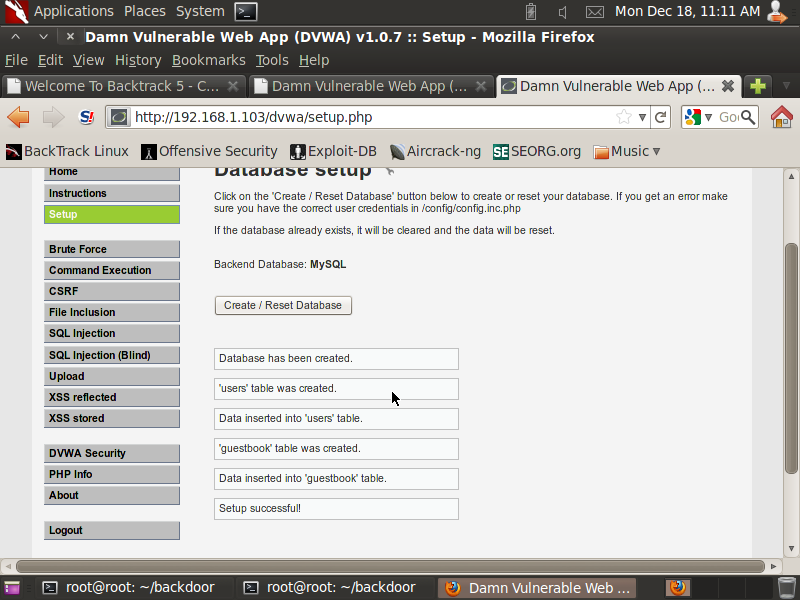 Applications Places System Mon Dec 18, 11:11 AM
Damn Vulnerable Web App (DVWA) v1.0.7 :: Setup - Mozilla Firefox
File Edit View History Bookmarks Tools Help
Welcome To Backtrack 5 - C... Damn Vulnerable Web App (... Damn Vulnerable Web App (...
S! http://192.168.1.103/dvwa/setup.php Go
BackTrack Linux Offensive Security Exploit-DB Aircrack-ng SE SEORG.org Music
Home
Instructions
Setup
Brute Force
Command Execution
CSRF
File Inclusion
SQL Injection
SQL Injection (Blind)
Upload
XSS reflected
XSS stored
DVWA Security
PHP Info
About
Logout
Database setup
Click on the 'Create / Reset Database' button below to create or reset your database. If you get an error make
sure you have the correct user credentials in /config/config.inc.php
If the database already exists, it will be cleared and the data will be reset.
Backend Database: MySQL
Create / Reset Database
Database has been created.
'users' table was created.
Data inserted into 'users' table.
'guestbook' table was created.
Data inserted into 'guestbook' table.
Setup successful!
root@root: ~/backdoor root@root: ~/backdoor Damn Vulnerable Web ...